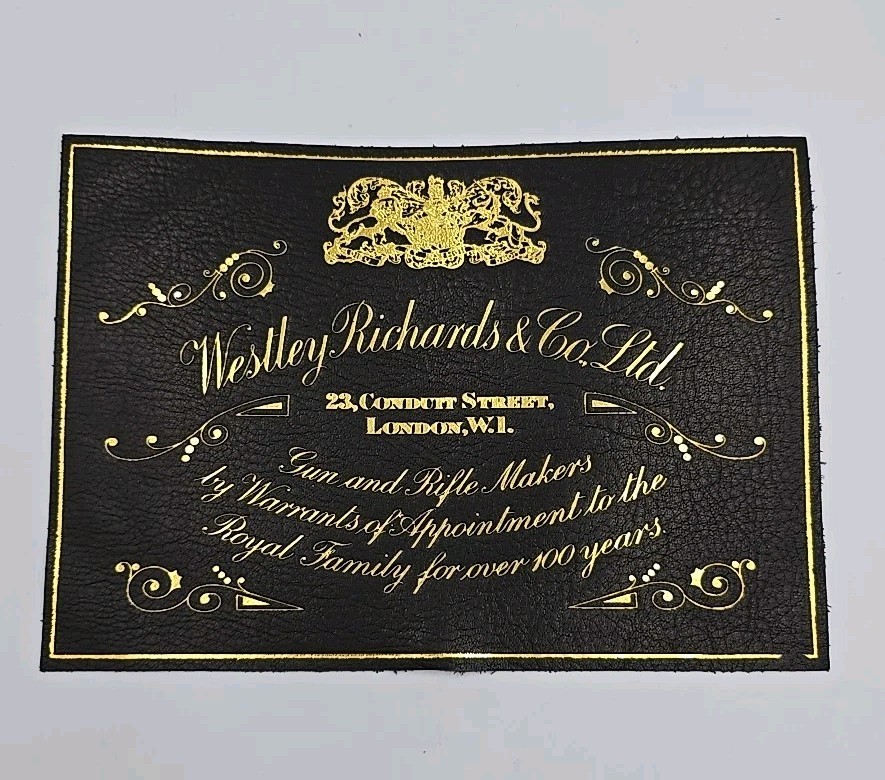 Westley Richards & Co., Ltd.
23, CONDUIT STREET,
LONDON, W.1.
Gun and Rifle Makers
by Warrants of Appointment to the
Royal Family for over 100 years.